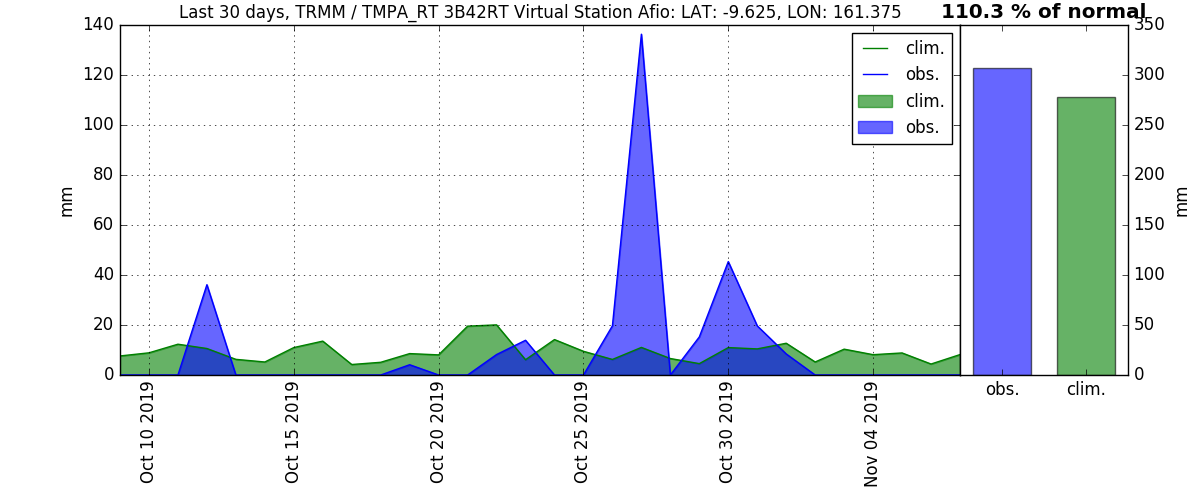 Last 30 days, TRMM / TMPA_RT 3B42RT Virtual Station Afio: LAT: -9.625, LON: 161.375
110.3 % of normal
140
120
100
80
60
40
20
0
mm
clim.
obs.
clim.
obs.
350
300
250
200
150
100
50
0
mm
Oct 10 2019
Oct 15 2019
Oct 20 2019
Oct 25 2019
Oct 30 2019
Nov 04 2019
obs.
clim.